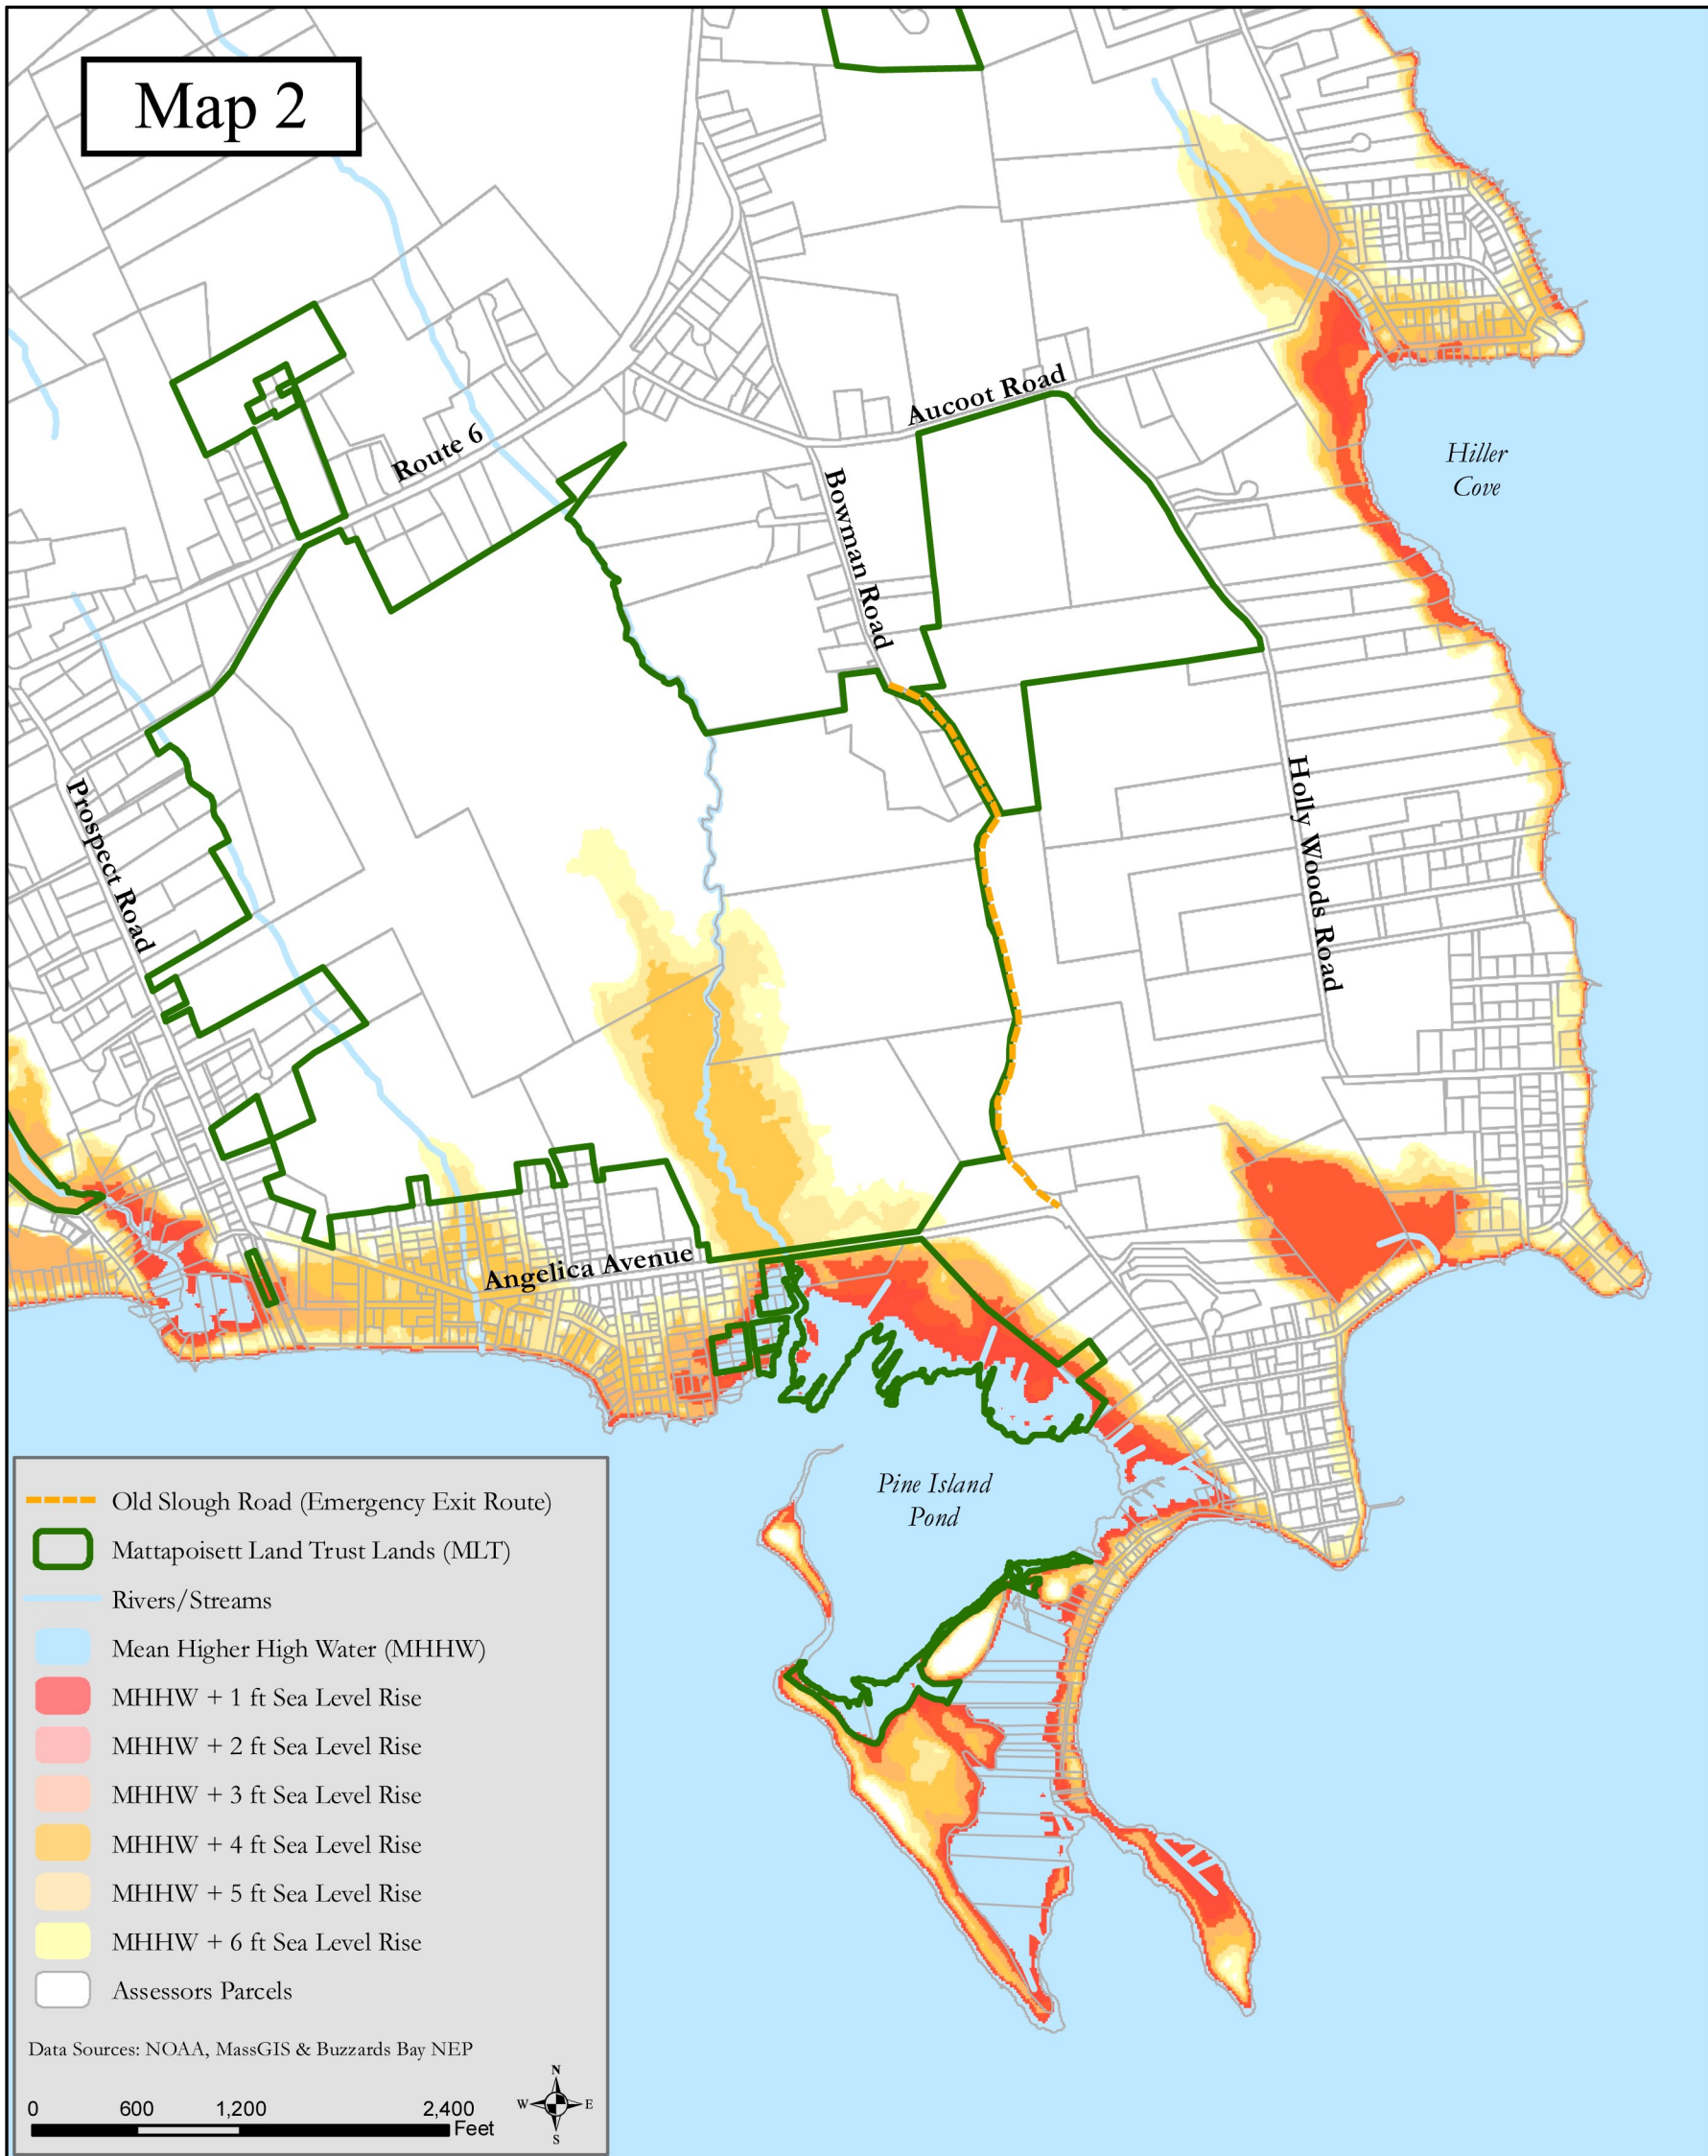 Map 2
Route 6
Aucoot Road
Bowman Road
Hiller
Cove
Prospect Road
Holly Woods Road
Angelica Avenue
Pine Island
Pond
Old Slough Road (Emergency Exit Route)
Mattapoisett Land Trust Lands (MLT)
Rivers/Streams
Mean Higher High Water (MHHW)
MHHW + 1 ft Sea Level Rise
MHHW + 2 ft Sea Level Rise
MHHW + 3 ft Sea Level Rise
MHHW + 4 ft Sea Level Rise
MHHW + 5 ft Sea Level Rise
MHHW + 6 ft Sea Level Rise
Assessors Parcels
Data Sources: NOAA, MassGIS & Buzzards Bay NEP
N
W E
S
0 600 1,200 2,400
Feet